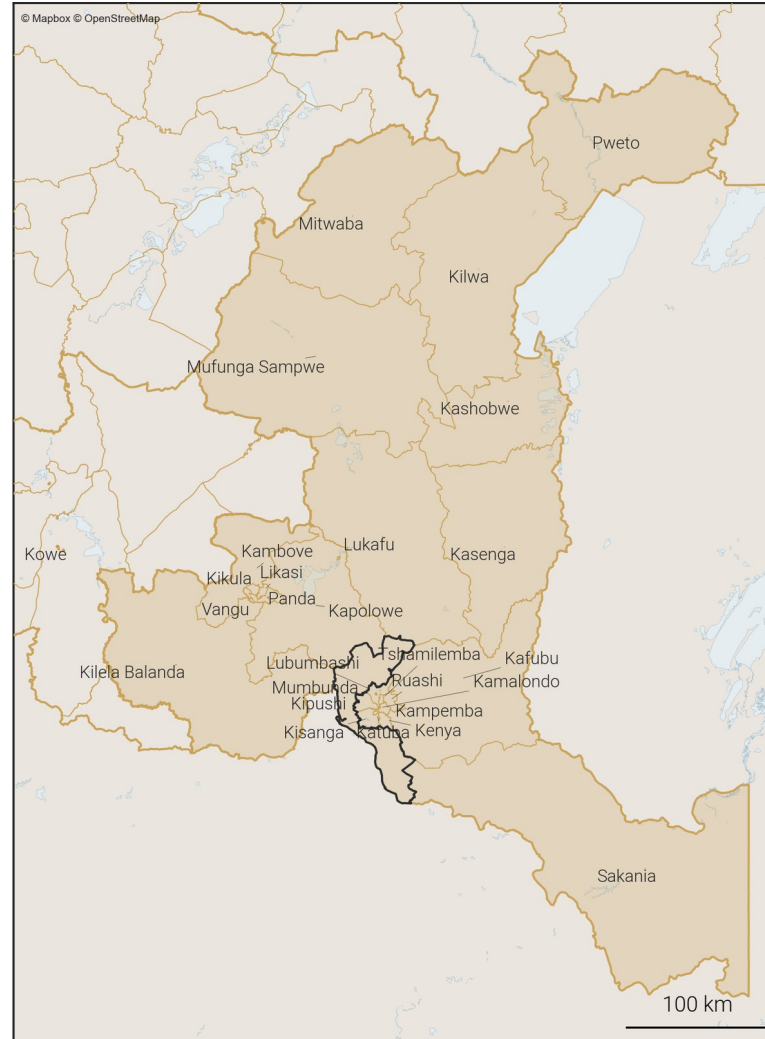 © Mapbox © OpenStreetMap
Pweto
Mitwaba
Kilwa
Mufunga Sampwe
Kashobwe
Kowe
Kambove
Lukafu
Kasenga
Kikula
Likasi
Vangu
Panda
Kapolowe
Kilela Balanda
Lubumbashi
Tshamilemba
Kafubu
Mumbunda
Ruashi
Kamalondo
Kipushi
Kampemba
Kisanga
Katuba
Kenya
Sakania
100 km